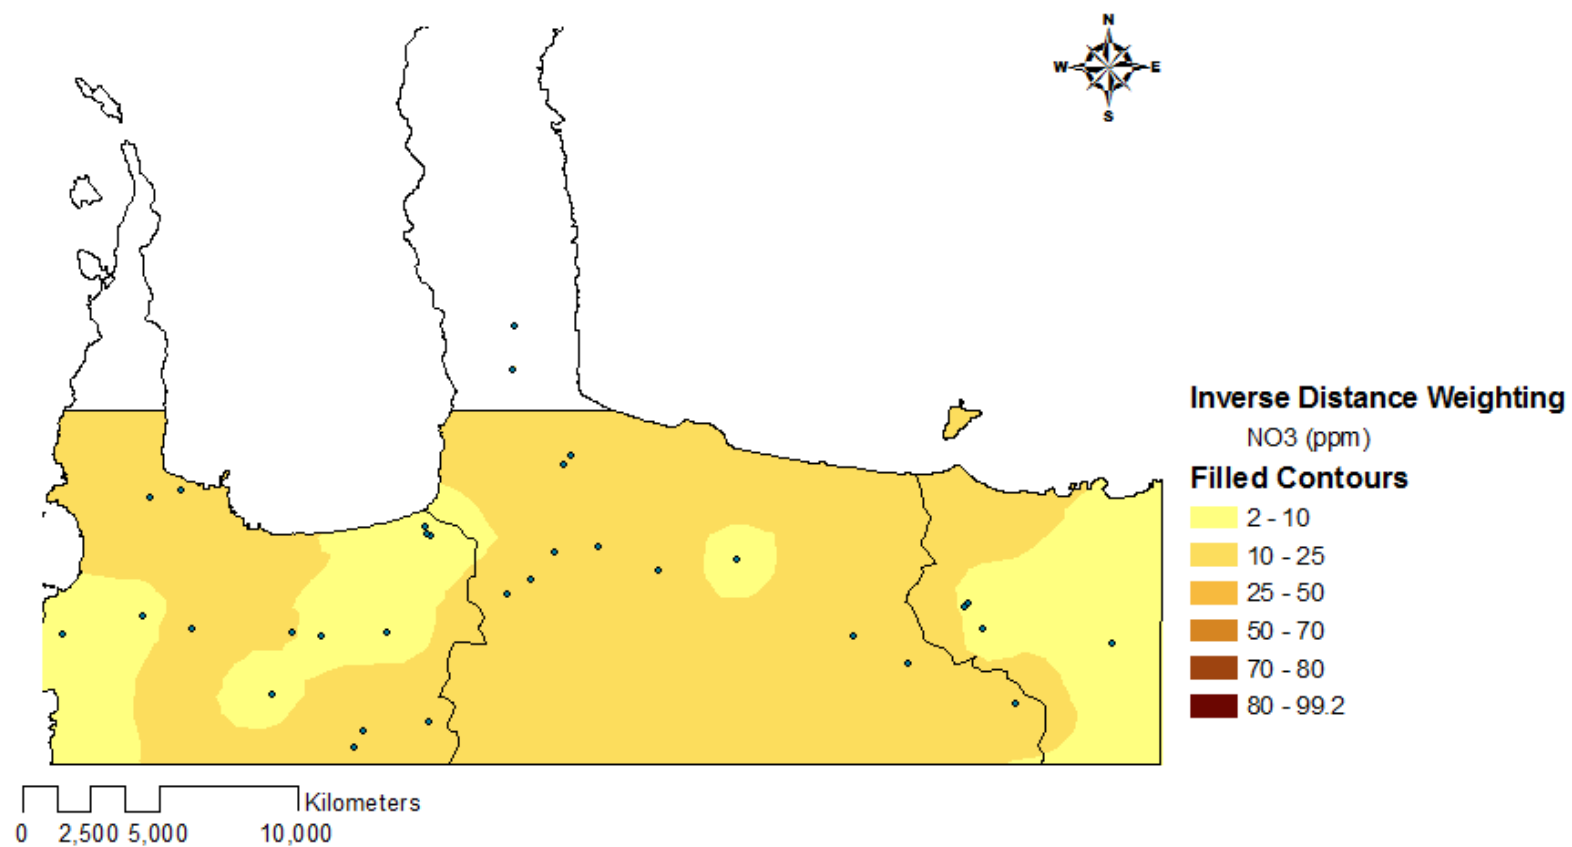 N
W E
S
Inverse Distance Weighting
NO3 (ppm)
Filled Contours
2 - 10
10 - 25
25 - 50
50 - 70
70 - 80
80 - 99.2
Kilometers
0 2,500 5,000 10,000